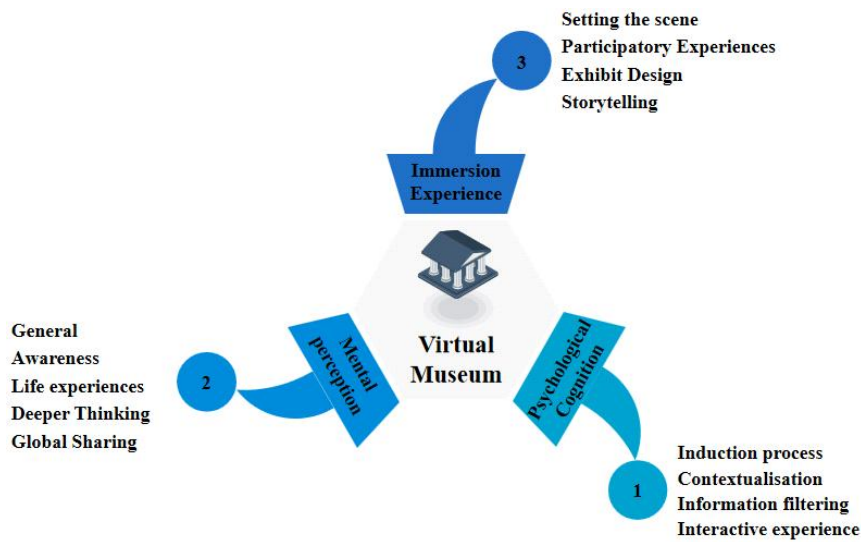 Setting the scene
Participatory Experiences
Exhibit Design
Storytelling
3
Immersion
Experience
Virtual
Museum
General
Awareness
Life experiences
Deeper Thinking
Global Sharing
2
Mental
perception
Psychological
Cognition
1
Induction process
Contextualisation
Information filtering
Interactive experience